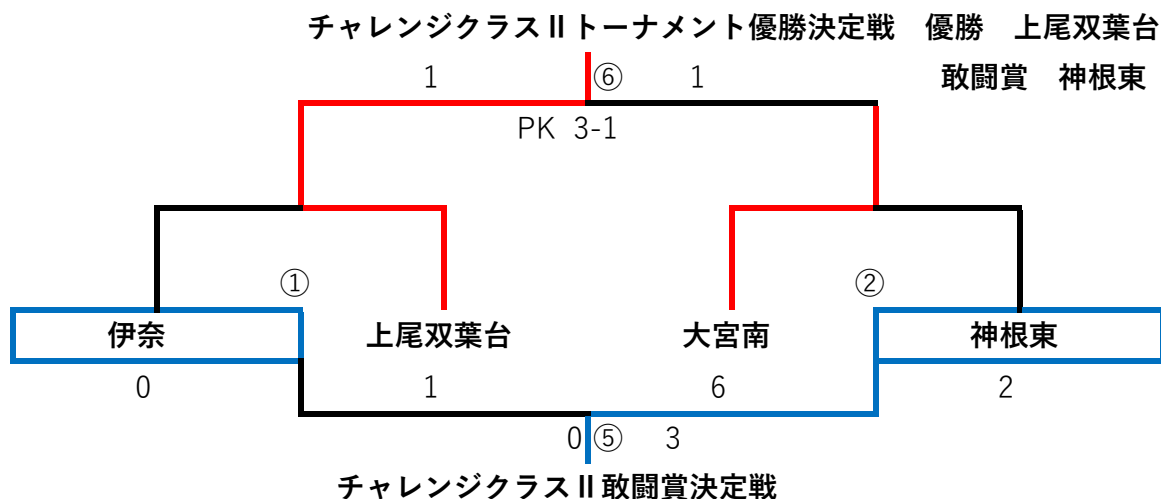 チャレンジクラスⅡトーナメント優勝決定戦　優勝　上尾双葉台
1 ⑥ 1 敢闘賞　神根東
PK 3-1
① ②
伊奈 上尾双葉台 大宮南 神根東
0 1 6 2
0 ⑤ 3
チャレンジクラスⅡ敢闘賞決定戦